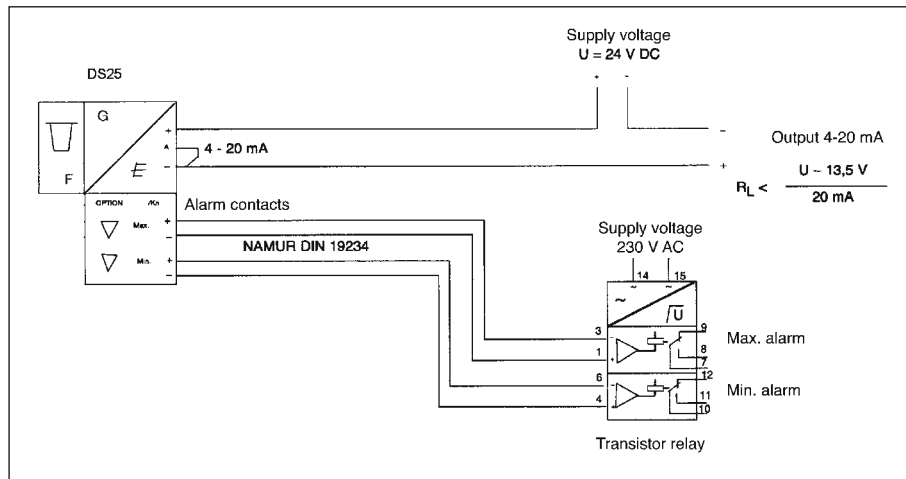 Supply voltage
U = 24 V DC
+ -
DS25
G
F
E
+
A
-
4 - 20 mA
-
+
Output 4-20 mA
R_L < U - 13,5 V
20 mA
OPTION
Max. +
-
Min. +
-
Alarm contacts
NAMUR DIN 19234
Supply voltage
230 V AC
14 15
~ ~
~
U
3 -
1 +
9
8
7
Max. alarm
6 -
4 +
12
11
10
Min. alarm
Transistor relay